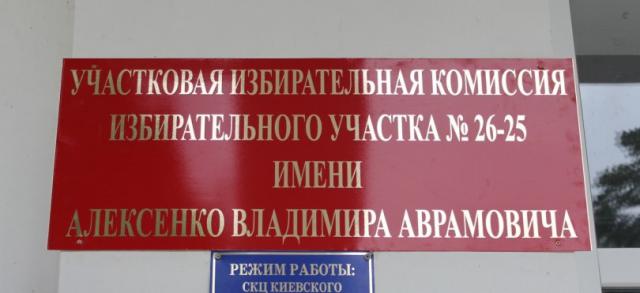 УЧАСТКОВАЯ ИЗБИРАТЕЛЬНАЯ КОМИССИЯ
ИЗБИРАТЕЛЬНОГО УЧАСТКА № 26-25
ИМЕНИ
АЛЕКСЕНКО ВЛАДИМИРА АВРАМОВИЧА
РЕЖИМ РАБОТЫ:
СКЦ КИЕВСКОГО